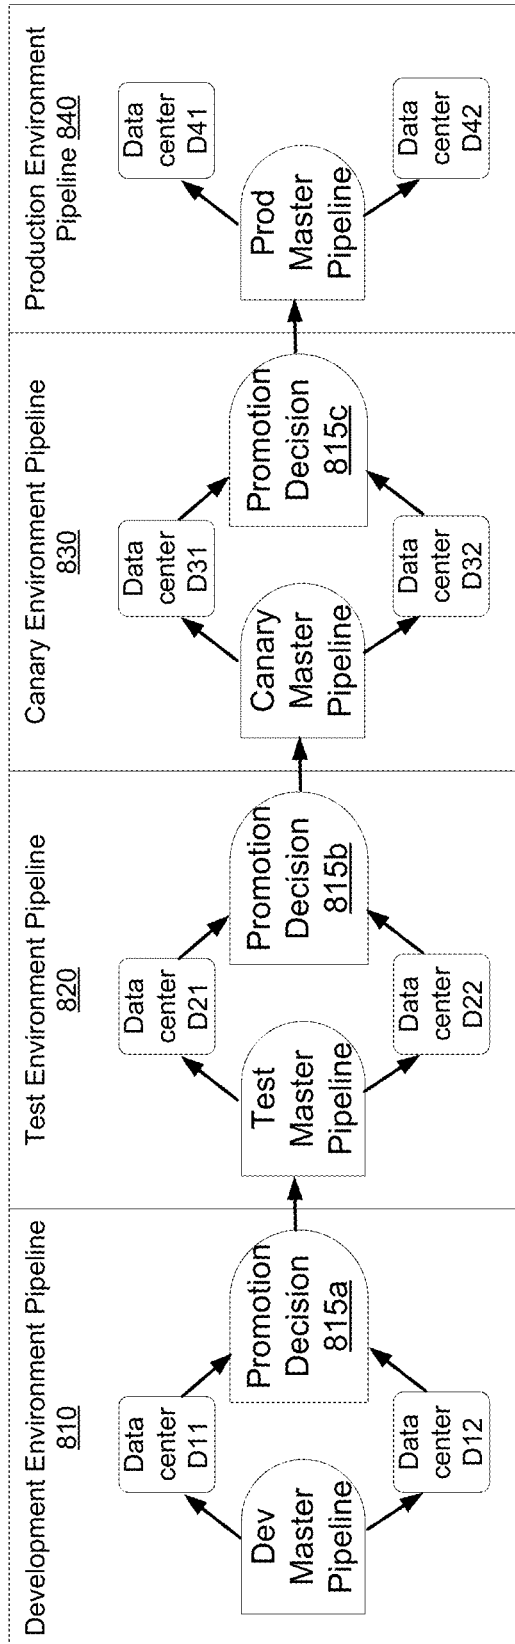 Development Environment Pipeline
810
Dev
Master
Pipeline
Data
center
D11
Data
center
D12
Promotion
Decision
815a
Test Environment Pipeline
820
Test
Master
Pipeline
Data
center
D21
Data
center
D22
Promotion
Decision
815b
Canary Environment Pipeline
830
Canary
Master
Pipeline
Data
center
D31
Data
center
D32
Promotion
Decision
815c
Production Environment
Pipeline 840
Prod
Master
Pipeline
Data
center
D41
Data
center
D42